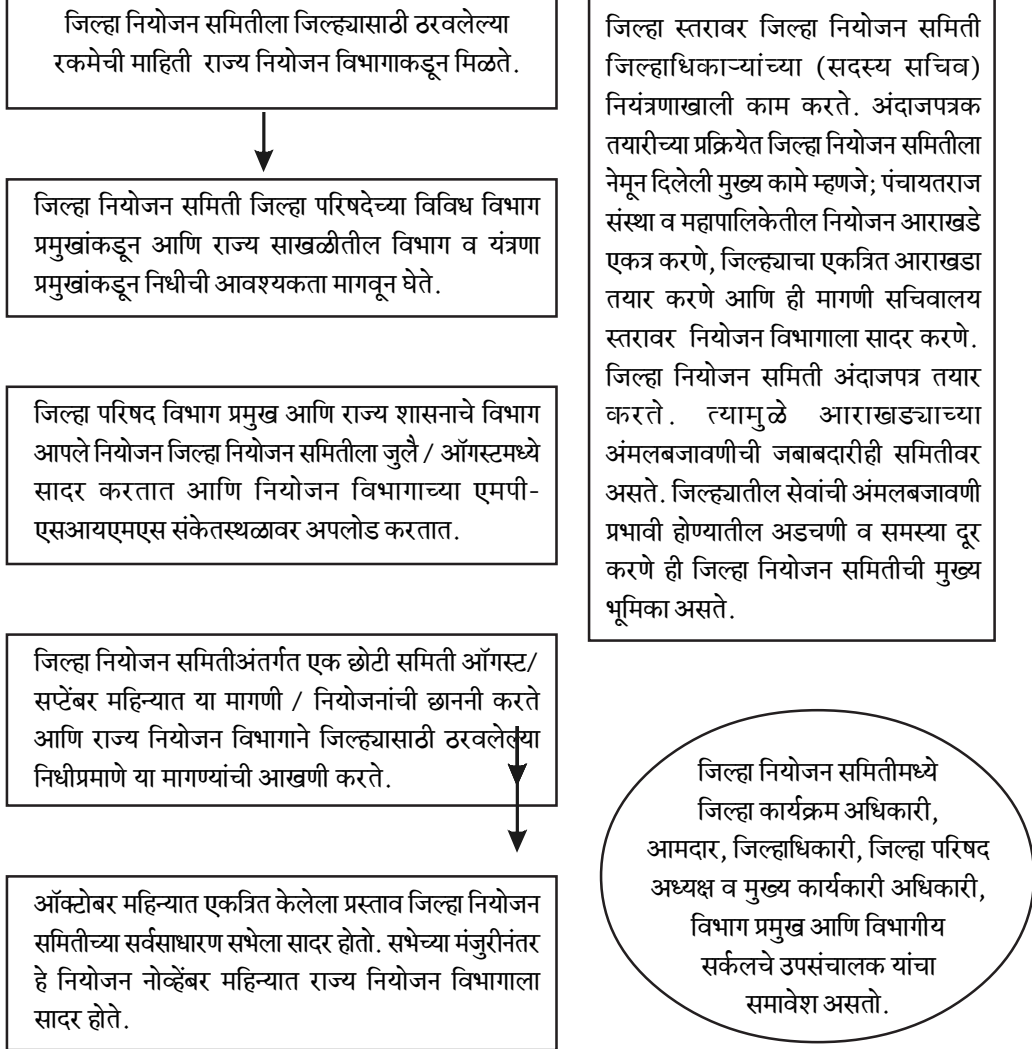 जिल्हा नियोजन समितीला जिल्ह्यासाठी ठरवलेल्या
रकमेची माहिती राज्य नियोजन विभागाकडून मिळते.
जिल्हा नियोजन समिती जिल्हा परिषदेच्या विविध विभाग
प्रमुखांकडून आणि राज्य साखळीतील विभाग व यंत्रणा
प्रमुखांकडून निधीची आवश्यकता मागवून घेते.
जिल्हा परिषद विभाग प्रमुख आणि राज्य शासनाचे विभाग
आपले नियोजन जिल्हा नियोजन समितीला जुलै / ऑगस्टमध्ये
सादर करतात आणि नियोजन विभागाच्या एमपी-
एसआयएमएस संकेतस्थळावर अपलोड करतात.
जिल्हा नियोजन समितीअंतर्गत एक छोटी समिती ऑगस्ट/
सप्टेंबर महिन्यात या मागणी / नियोजनांची छाननी करते
आणि राज्य नियोजन विभागाने जिल्ह्यासाठी ठरवलेल्या
निधीप्रमाणे या मागण्यांची आखणी करते.
ऑक्टोबर महिन्यात एकत्रित केलेला प्रस्ताव जिल्हा नियोजन
समितीच्या सर्वसाधारण सभेला सादर होतो. सभेच्या मंजुरीनंतर
हे नियोजन नोव्हेंबर महिन्यात राज्य नियोजन विभागाला
सादर होते.
जिल्हा स्तरावर जिल्हा नियोजन समिती
जिल्हाधिकाऱ्यांच्या (सदस्य सचिव)
नियंत्रणाखाली काम करते. अंदाजपत्रक
तयारीच्या प्रक्रियेत जिल्हा नियोजन समितीला
नेमून दिलेली मुख्य कामे म्हणजे; पंचायतराज
संस्था व महापालिकेतील नियोजन आराखडे
एकत्र करणे, जिल्ह्याचा एकत्रित आराखडा
तयार करणे आणि ही मागणी सचिवालय
स्तरावर नियोजन विभागाला सादर करणे.
जिल्हा नियोजन समिती अंदाजपत्र तयार
करते. त्यामुळे आराखड्याच्या
अंमलबजावणीची जबाबदारीही समितीवर
असते. जिल्ह्यातील सेवांची अंमलबजावणी
प्रभावी होण्यातील अडचणी व समस्या दूर
करणे ही जिल्हा नियोजन समितीची मुख्य
भूमिका असते.
जिल्हा नियोजन समितीमध्ये
जिल्हा कार्यक्रम अधिकारी,
आमदार, जिल्हाधिकारी, जिल्हा परिषद
अध्यक्ष व मुख्य कार्यकारी अधिकारी,
विभाग प्रमुख आणि विभागीय
सर्कलचे उपसंचालक यांचा
समावेश असतो.